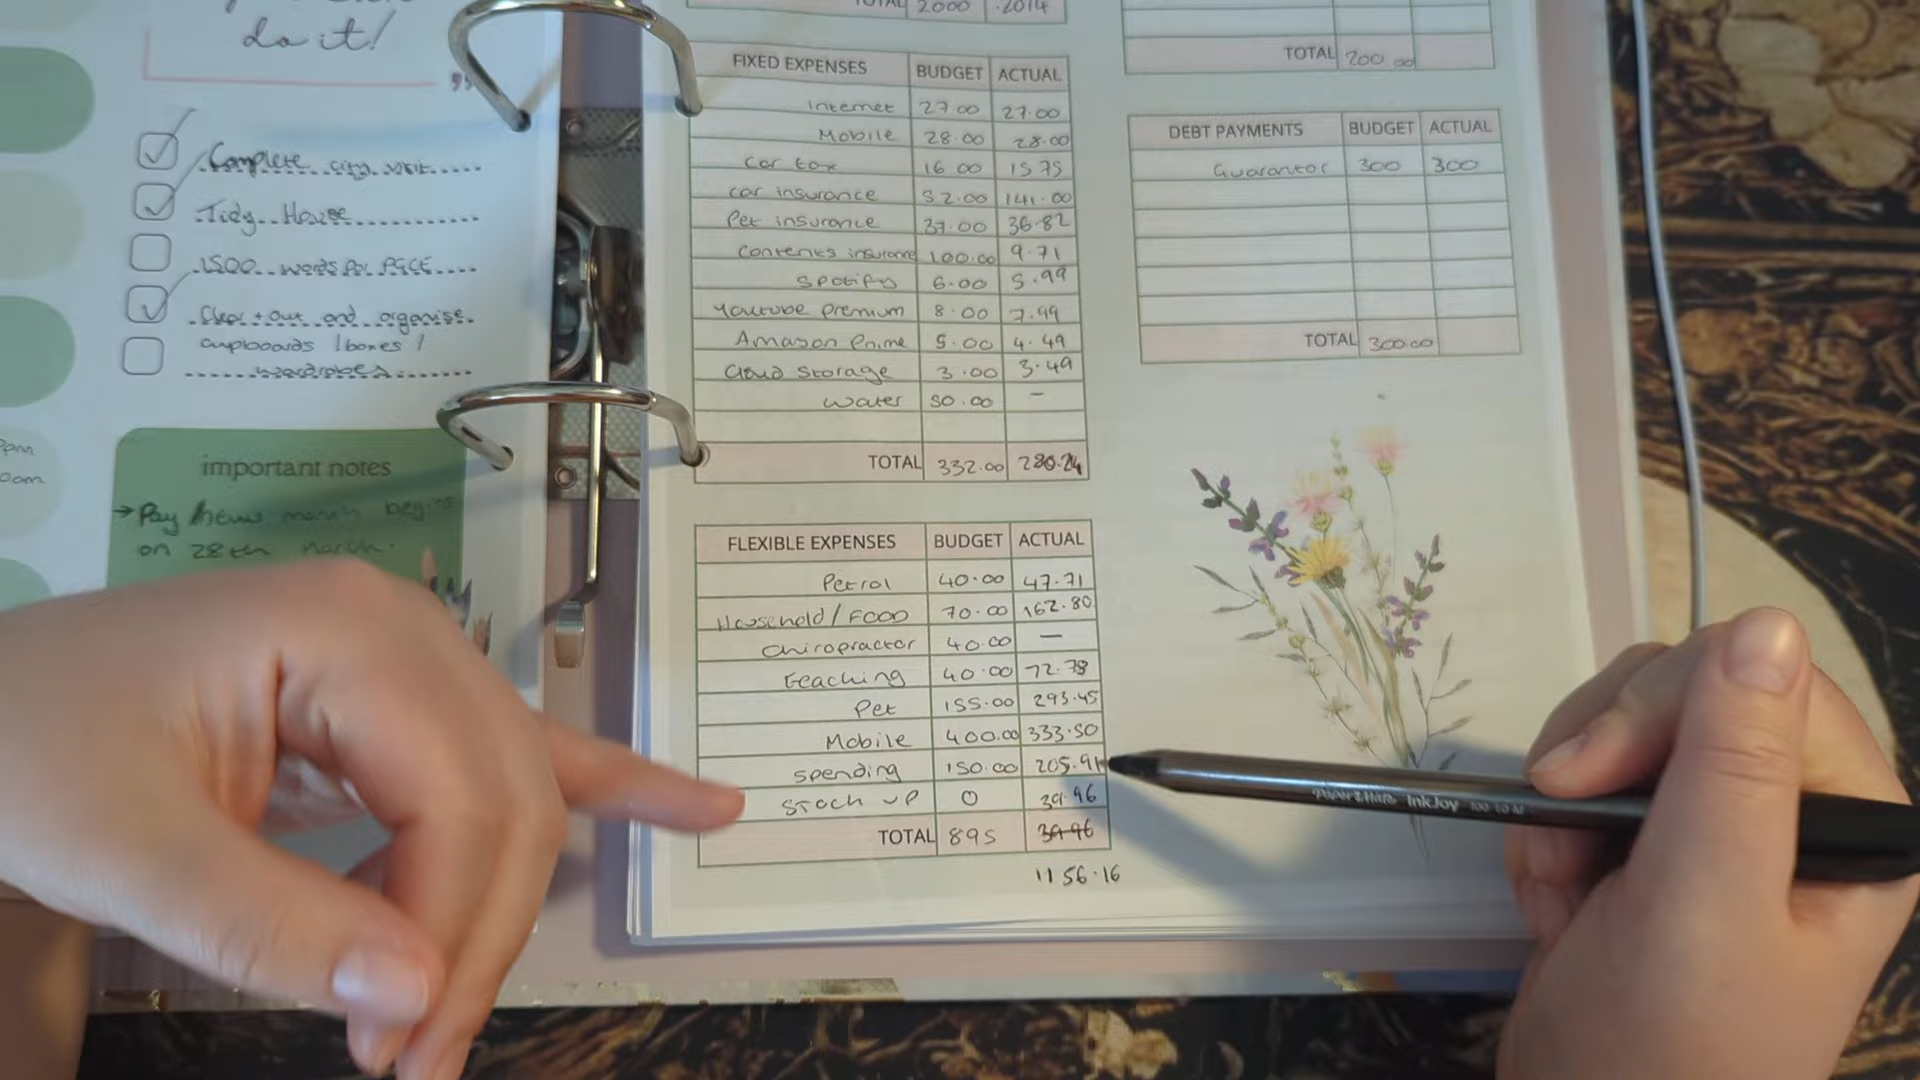 do it!
Complete city visit
Tidy House
1500 words for PGCE
Clear out and organise
cupboards / boxes /
wardrobes
important notes
→ Pay New march begins
on 28th March.
TOTAL 2000 .2014
FIXED EXPENSES BUDGET ACTUAL
Internet 27.00 27.00
Mobile 28.00 28.00
Car tax 16 00 15 75
car insurance 52.00 141.00
Pet insurance 37.00 36.82
contents insurance 100.00 9.71
Spotify 6.00 5.99
Youtube premium 8.00 7.99
Amazon Prime 5.00 4.49
Cloud Storage 3.00 3.49
water 50.00 -
TOTAL 332.00 280.24
FLEXIBLE EXPENSES BUDGET ACTUAL
Petrol 40.00 47.71
Household/FOOD 70.00 162.80
chiropractor 40.00 —
teaching 40.00 72.78
Pet 155.00 293.45
Mobile 400.00 333.50
Spending 150.00 205.91
Stock up 0 39.96
TOTAL 895 39.96
1156.16
TOTAL 200.00
DEBT PAYMENTS BUDGET ACTUAL
Guarantor 300 300
TOTAL 300.00
PaperMate InkJoy